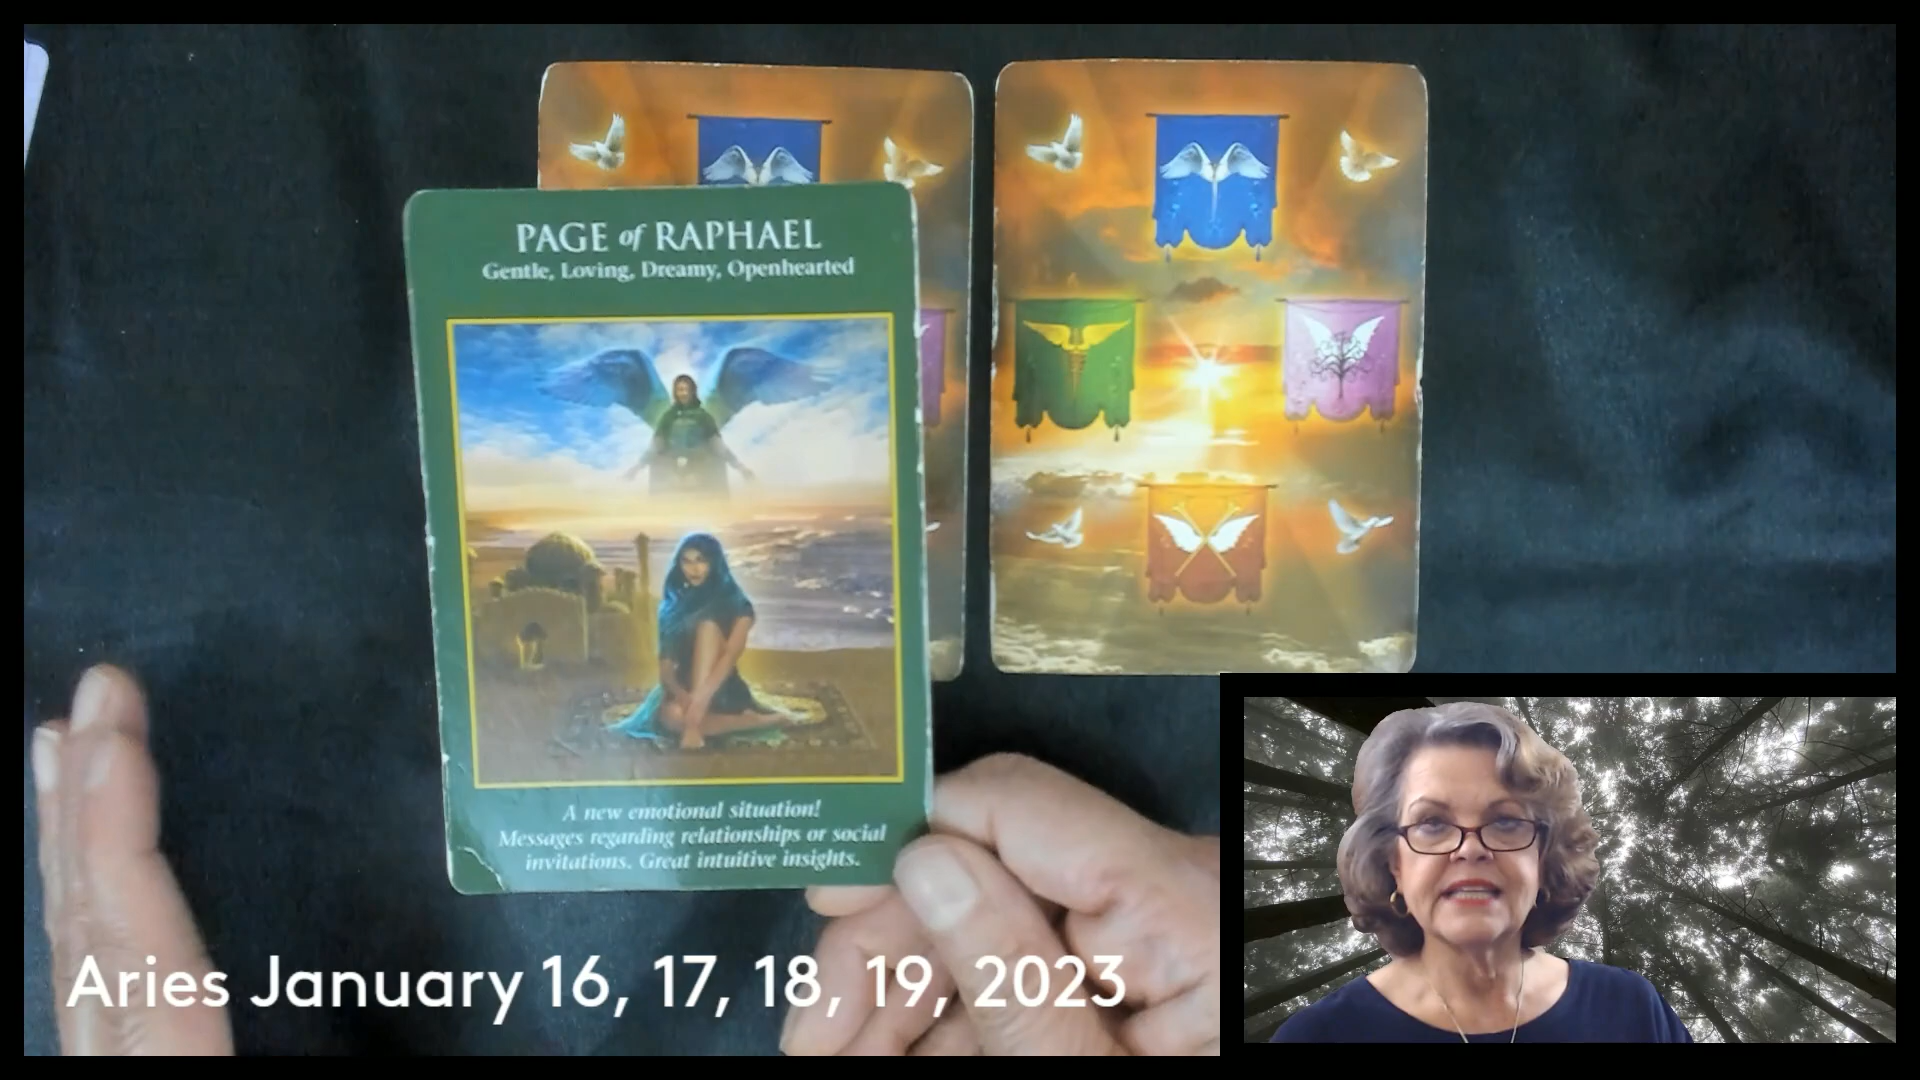 PAGE of RAPHAEL
Gentle, Loving, Dreamy, Openhearted
A new emotional situation!
Messages regarding relationships or social
invitations. Great intuitive insights.
Aries January 16, 17, 18, 19, 2023